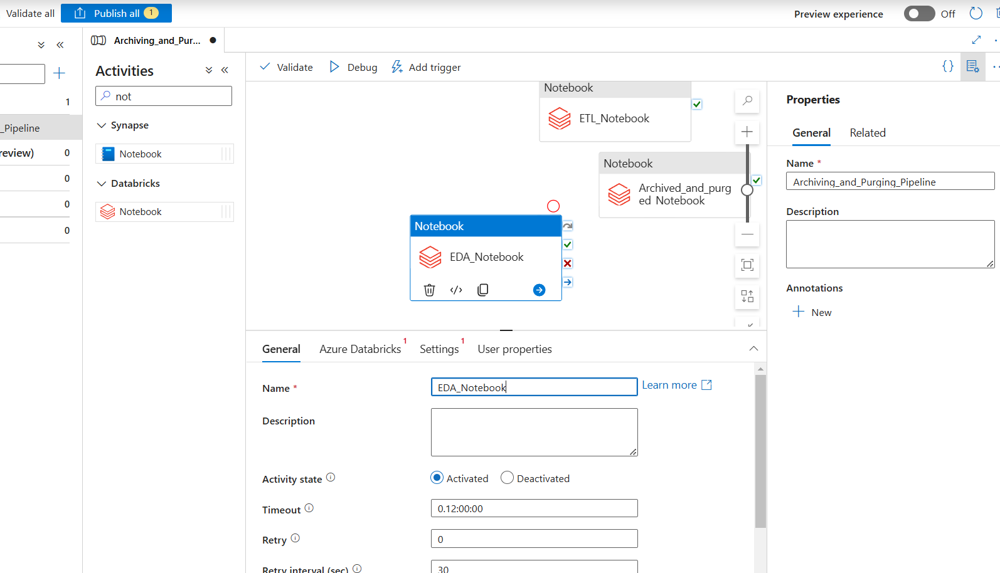 Validate all
Publish all 1
Preview experience
Off
Archiving_and_Pur...
1
_Pipeline
review) 0
0
0
0
Activities
not
Synapse
Notebook
Databricks
Notebook
Validate
Debug
Add trigger
{}
Notebook
ETL_Notebook
Notebook
Archived_and_purg
ed Notebook
Notebook
EDA_Notebook
General
Azure Databricks 1
Settings 1
User properties
Name *
EDA_Notebook
Learn more
Description
Activity state
Activated
Deactivated
Timeout
0.12:00:00
Retry
0
Retry interval (sec)
30
Properties
General
Related
Name *
Archiving_and_Purging_Pipeline
Description
Annotations
New